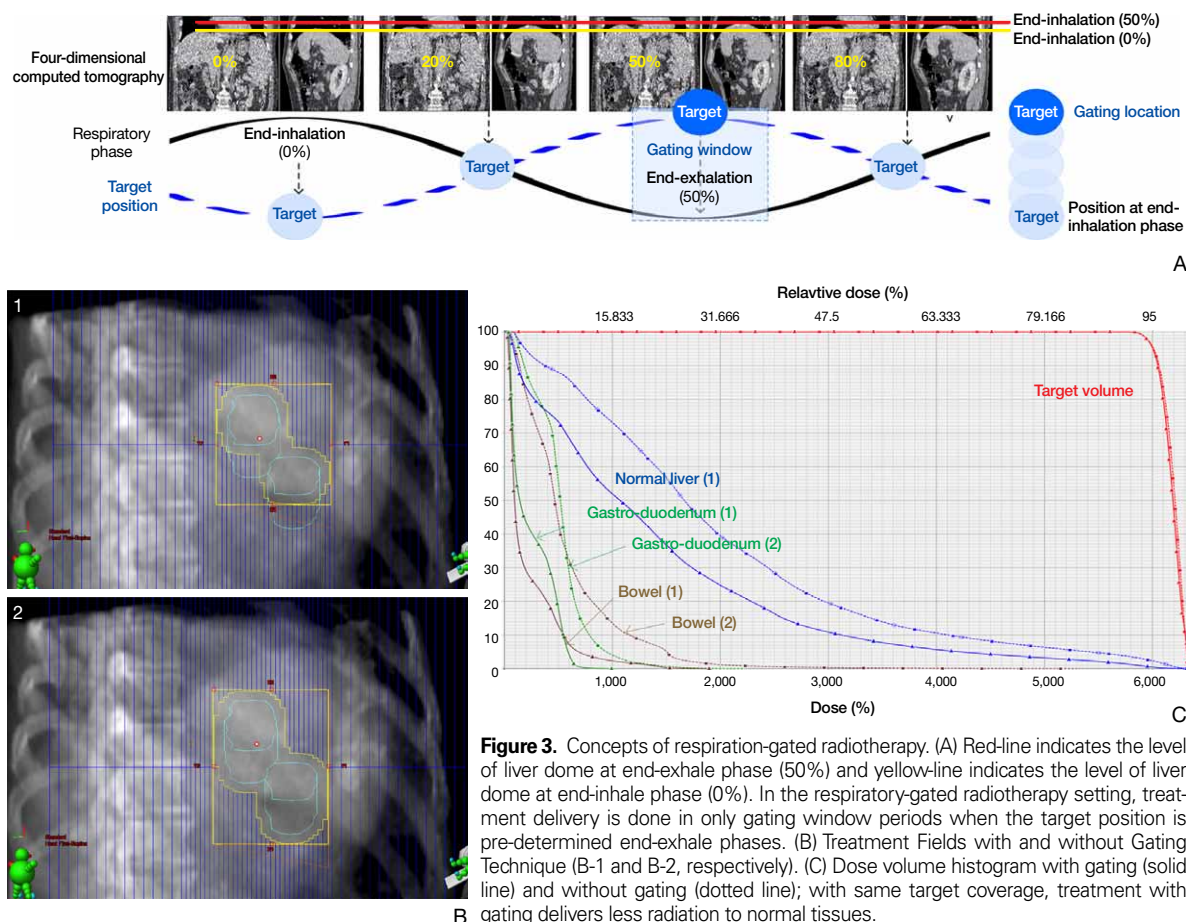 End-inhalation (50%)
End-inhalation (0%)
Four-dimensional
computed tomography
0%
20%
50%
80%
Respiratory
phase
End-inhalation
(0%)
Target
position
Target
Target
Target
Gating window
End-exhalation
(50%)
Target
v
Target
Gating location
Target
Position at end-
inhalation phase
A
1
2
B
Relavtive dose (%)
15.833 31.666 47.5 63.333 79.166 95
100
90
80
70
60
50
40
30
20
10
0
Target volume
Normal liver (1)
Gastro-duodenum (1)
Gastro-duodenum (2)
Bowel (1)
Bowel (2)
1,000 2,000 3,000 4,000 5,000 6,000
Dose (%)
C
Figure 3. Concepts of respiration-gated radiotherapy. (A) Red-line indicates the level
of liver dome at end-exhale phase (50%) and yellow-line indicates the level of liver
dome at end-inhale phase (0%). In the respiratory-gated radiotherapy setting, treat-
ment delivery is done in only gating window periods when the target position is
pre-determined end-exhale phases. (B) Treatment Fields with and without Gating
Technique (B-1 and B-2, respectively). (C) Dose volume histogram with gating (solid
line) and without gating (dotted line); with same target coverage, treatment with
gating delivers less radiation to normal tissues.